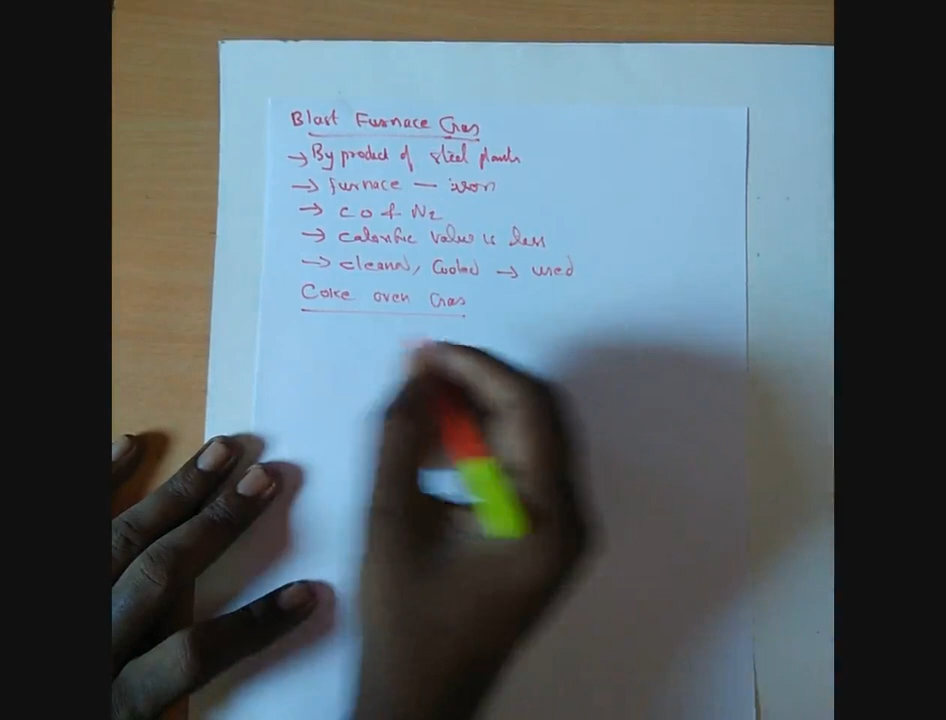 Blast Furnace Gas
→ By product of steel plants
→ furnace — iron
→ CO + N2
→ calorific value is less
→ cleaned, cooled → used
Coke oven Gas